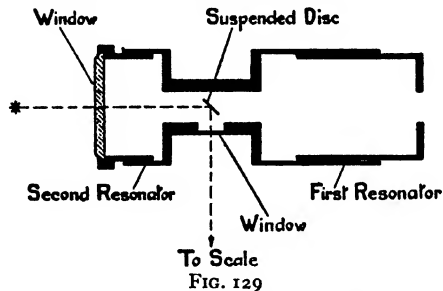 Suspended Disc
Window
Second Resonator
First Resonator
Window
To Scale
FIG. 129